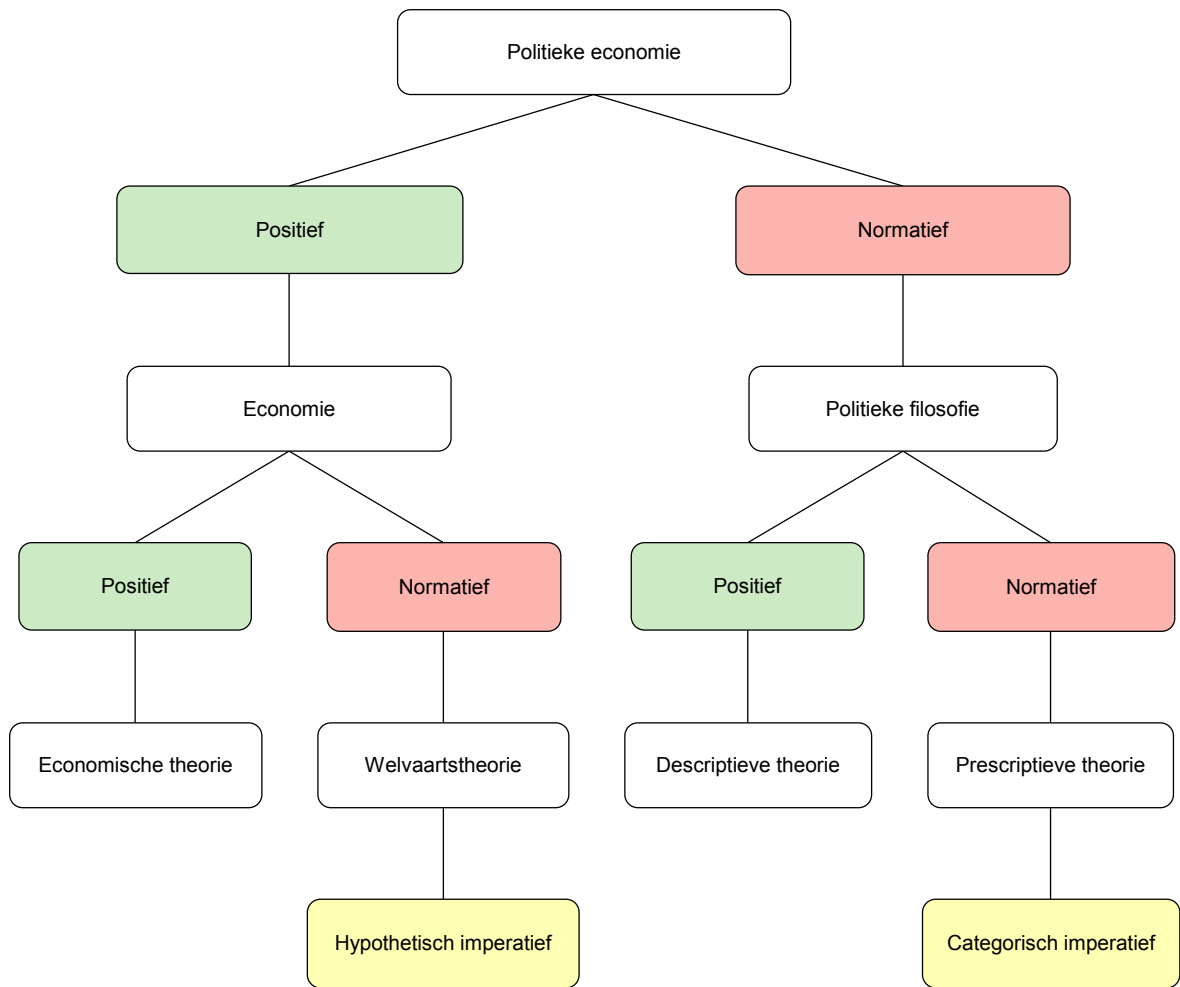 Politieke economie
Positief
Normatief
Economie
Politieke filosofie
Positief
Normatief
Positief
Normatief
Economische theorie
Welvaartstheorie
Descriptieve theorie
Prescriptieve theorie
Hypothetisch imperatief
Categorisch imperatief